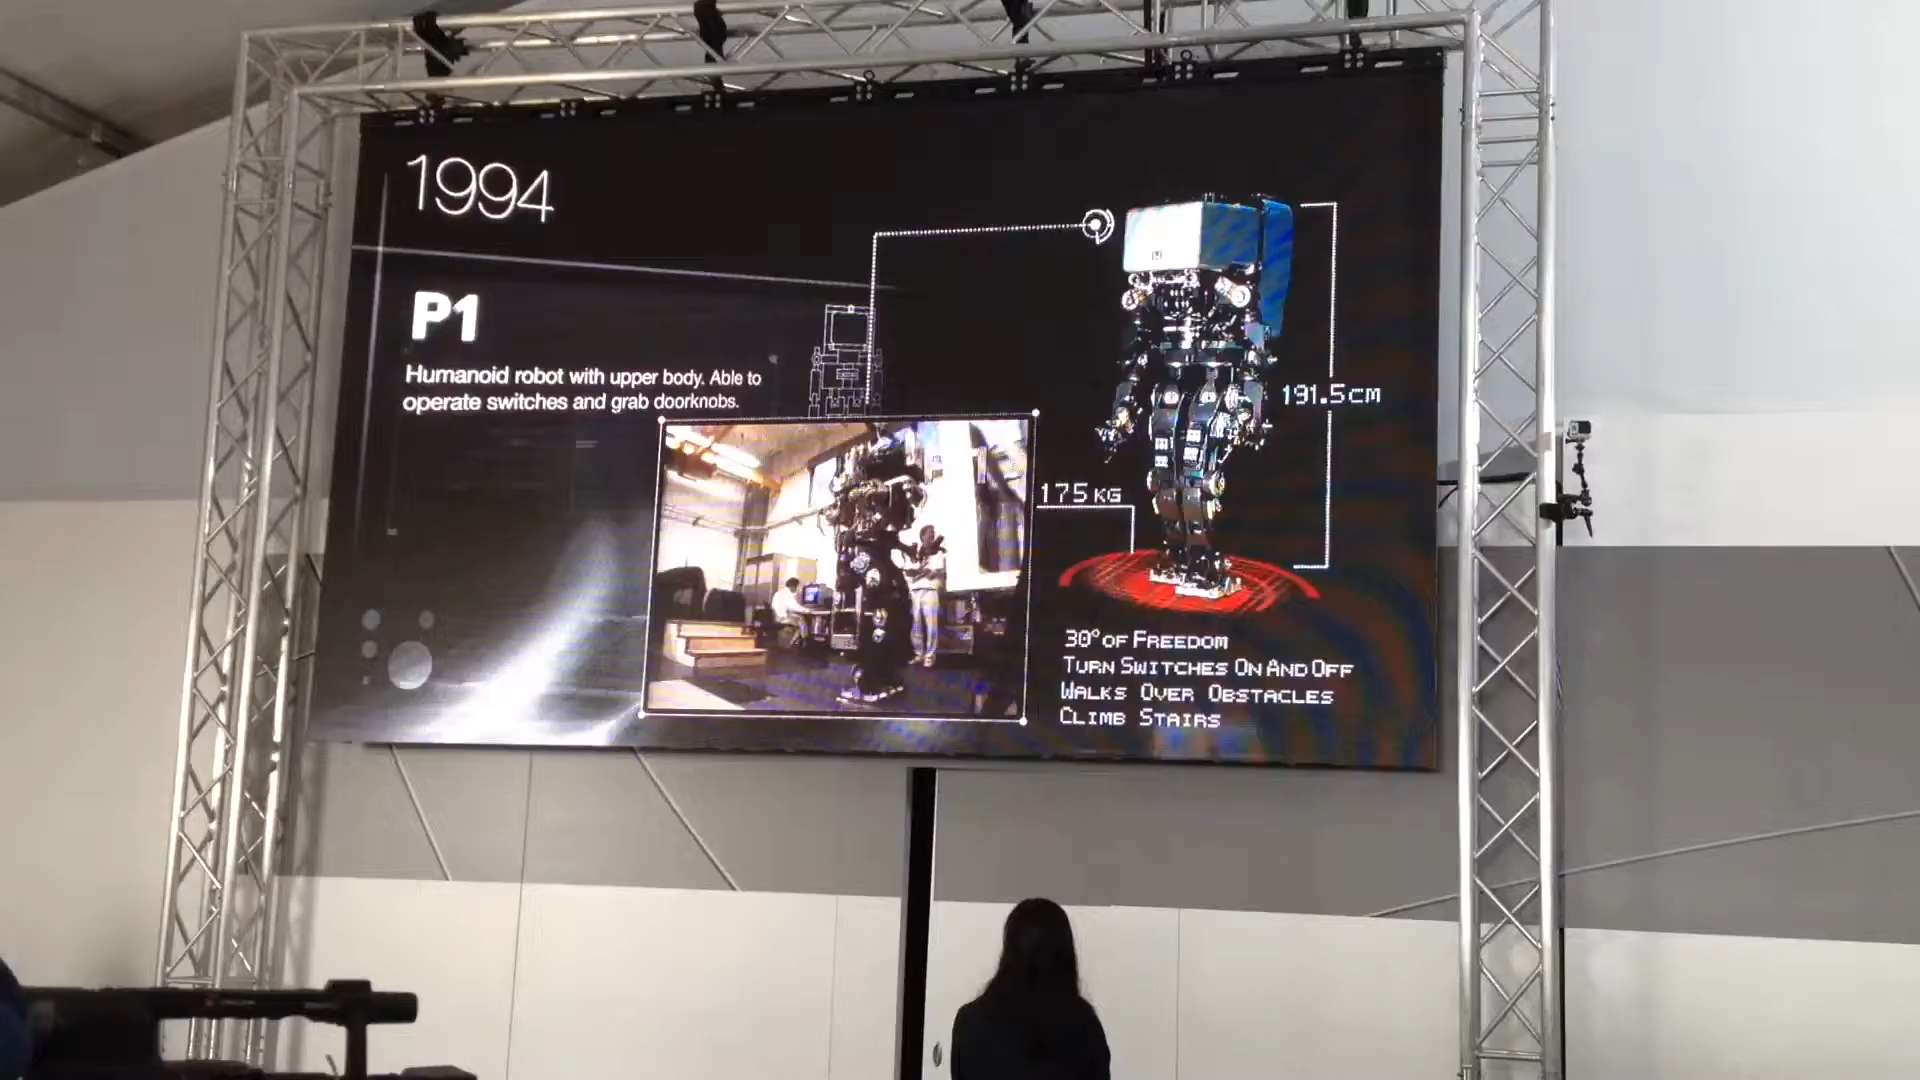 1994
P1
Humanoid robot with upper body. Able to
operate switches and grab doorknobs.
191.5CM
175 KG
30° OF FREEDOM
TURN SWITCHES ON AND OFF
WALKS OVER OBSTACLES
CLIMB STAIRS